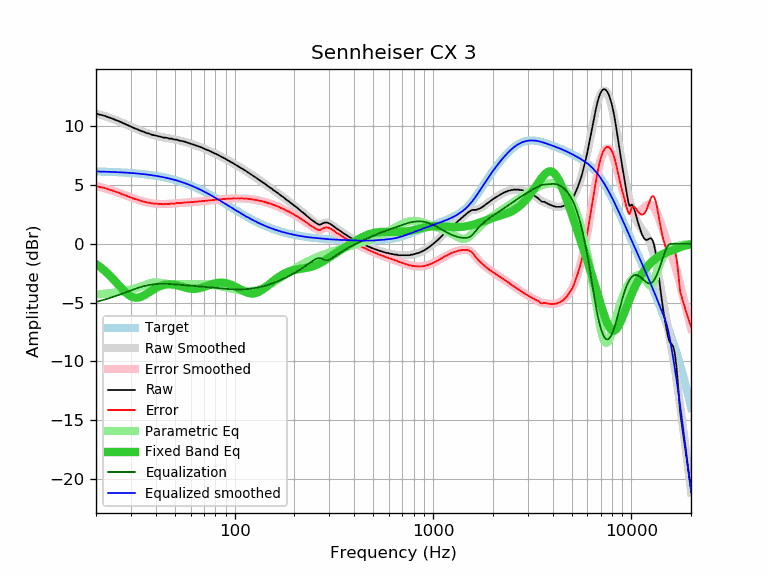 Sennheiser CX 3
Amplitude (dBr)
10
5
0
−5
−10
−15
−20
Target
Raw Smoothed
Error Smoothed
Raw
Error
Parametric Eq
Fixed Band Eq
Equalization
Equalized smoothed
100 1000 10000
Frequency (Hz)